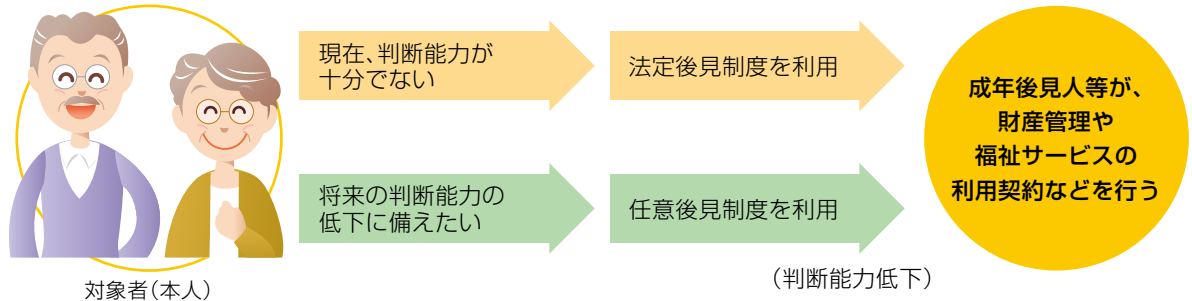 現在、判断能力が
十分でない
法定後見制度を利用
将来の判断能力の
低下に備えたい
任意後見制度を利用
(判断能力低下)
対象者(本人)
成年後見人等が、
財産管理や
福祉サービスの
利用契約などを行う